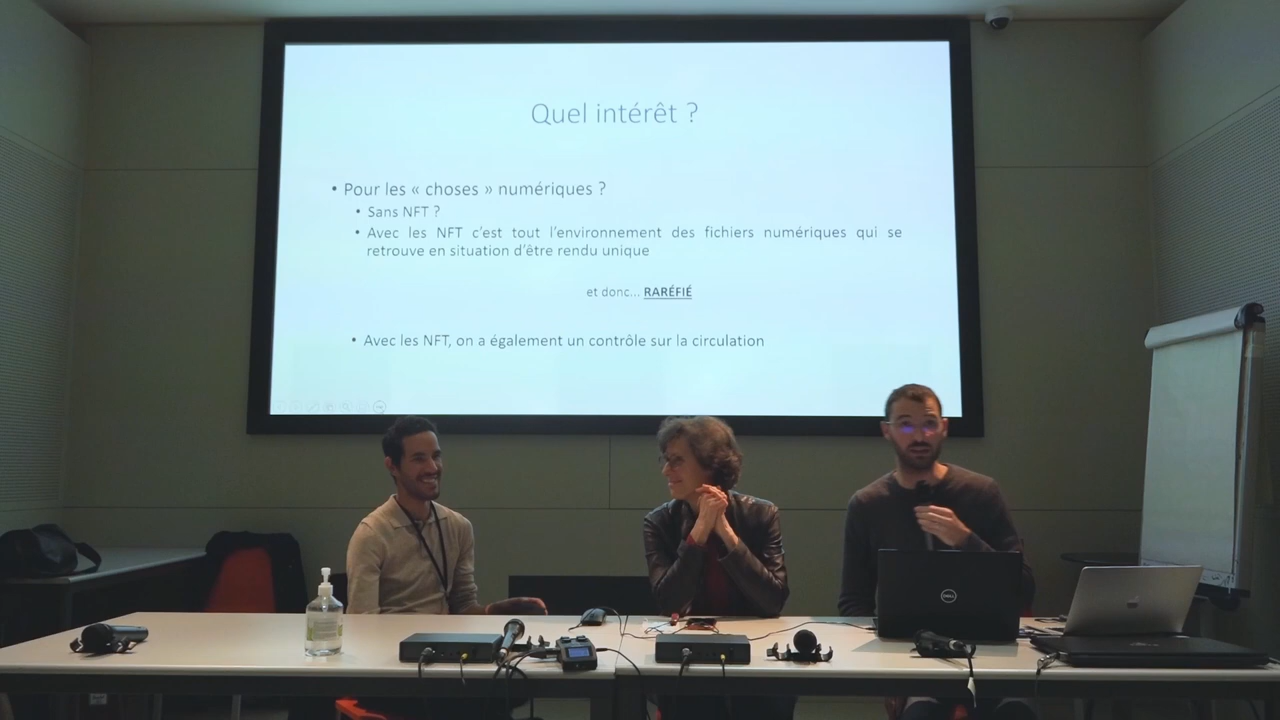 Quel intérêt ?
• Pour les « choses » numériques ?
• Sans NFT ?
• Avec les NFT c'est tout l'environnement des fichiers numériques qui se
retrouve en situation d'être rendu unique
et donc... RARÉFIÉ
• Avec les NFT, on a également un contrôle sur la circulation
DELL